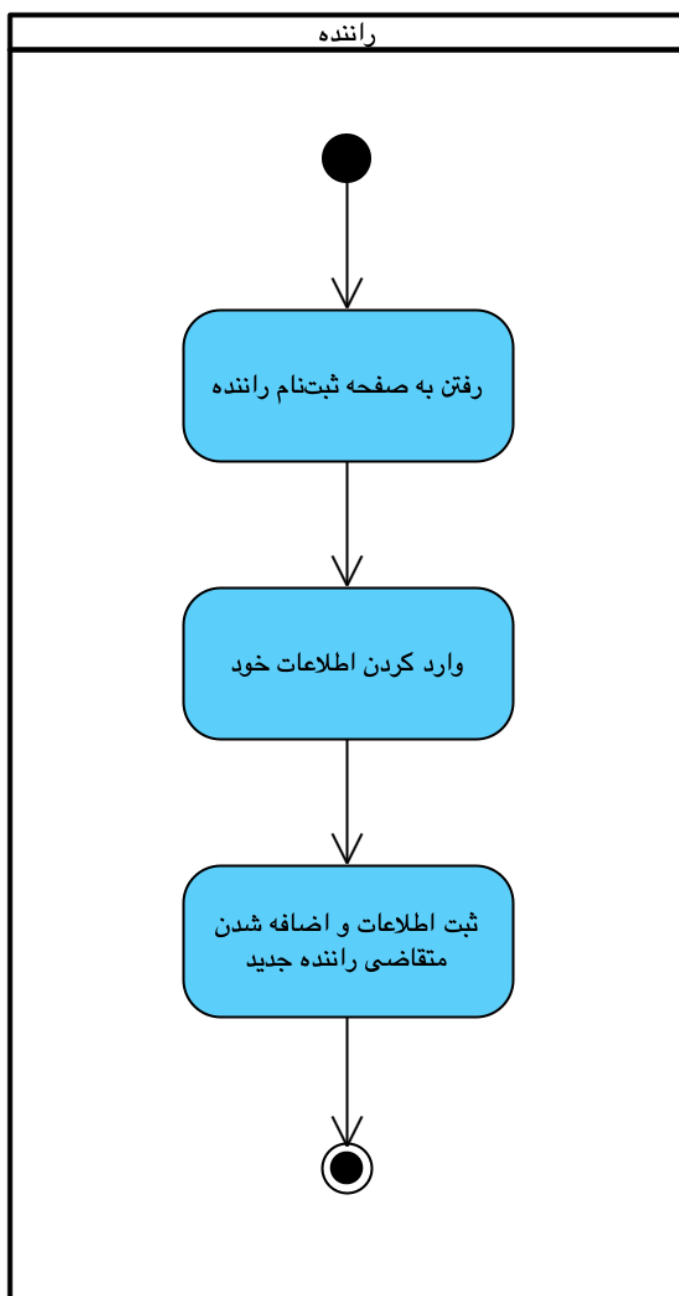 راننده
رفتن به صفحه ثبت‌نام راننده
وارد کردن اطلاعات خود
ثبت اطلاعات و اضافه شدن
متقاضی راننده جدید